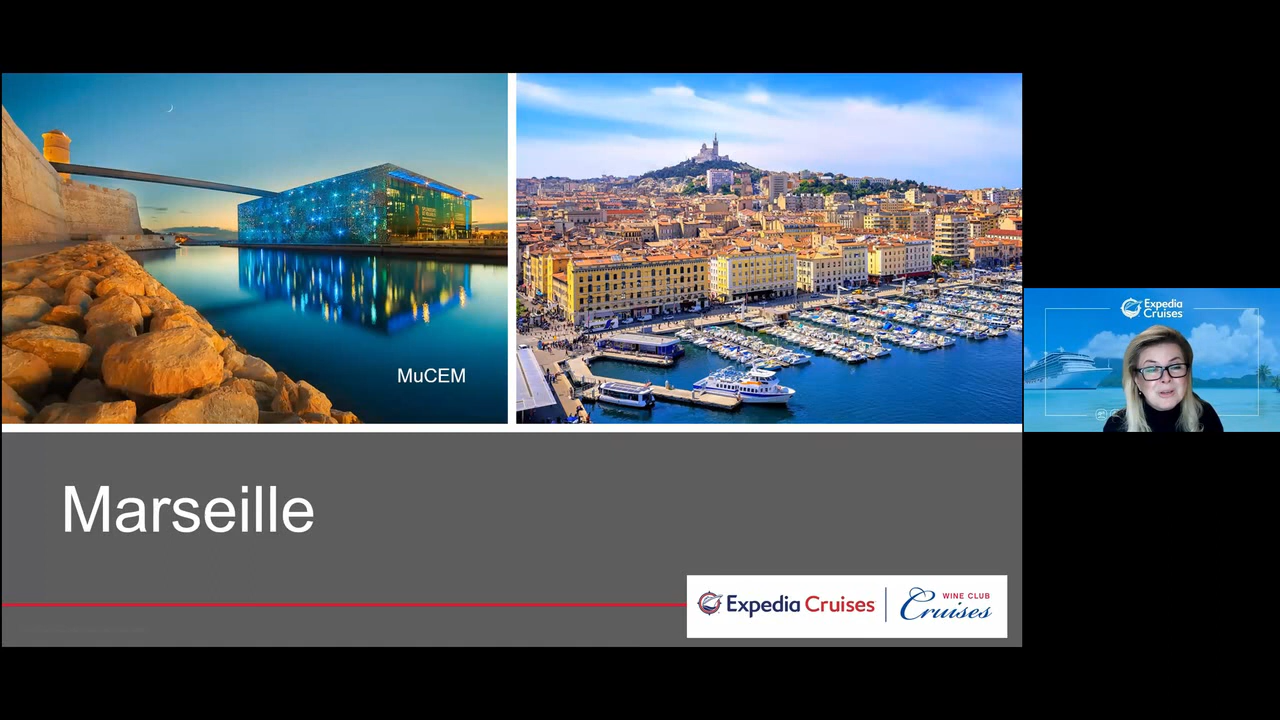 MuCEM
Marseille
Expedia Cruises
WINE CLUB
Cruises
Expedia
Cruises